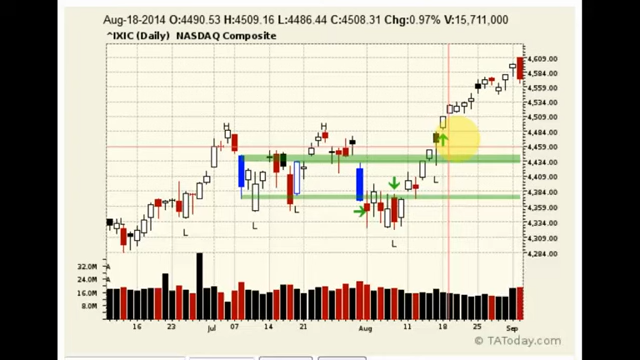 Aug-18-2014 O:4490.53 H:4509.16 L:4486.44 C:4508.31 Chg:0.97% V:15,711,000
^IXIC (Daily) NASDAQ Composite
4,609.00
4,584.00
4,559.00
4,534.00
4,509.00
4,484.00
4,459.00
4,434.00
4,409.00
4,384.00
4,359.00
4,334.00
4,309.00
4,284.00
H
H
L
L
L
L
L
32.0M
24.0M
16.0M
8.0M
A
A
16 23 Jul 07 14 21 Aug 11 18 25 Sep
© TAToday.com